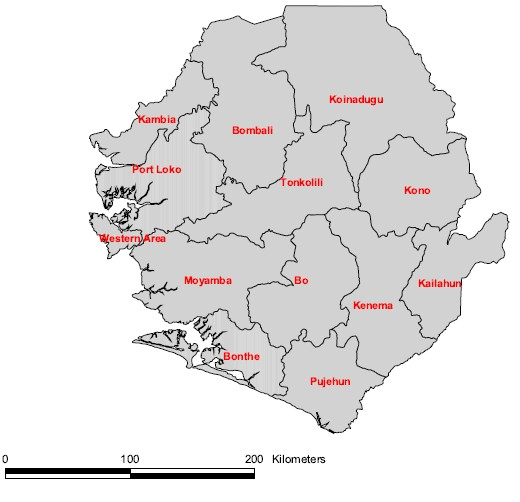 Koinadugu
Kambia
Bombali
Port Loko
Tonkolili
Kono
Western Area
Moyamba
Bo
Kailahun
Kenema
Bonthe
Pujehun
0 100 200 Kilometers